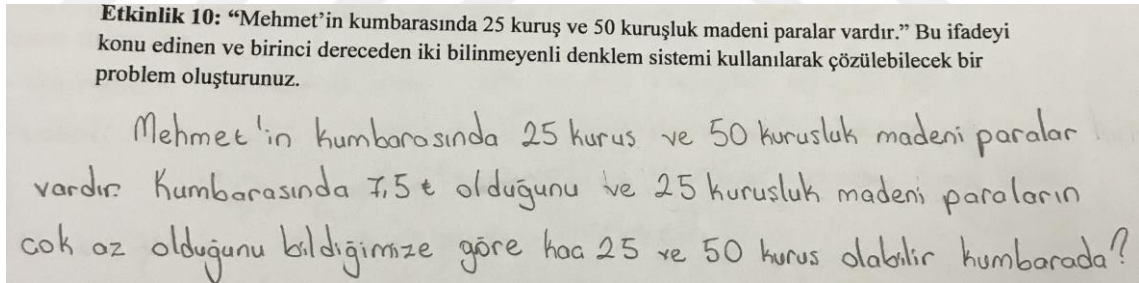 Etkinlik 10: “Mehmet’in kumbarasında 25 kuruş ve 50 kuruşluk madeni paralar vardır.” Bu ifadeyi
konu edinen ve birinci dereceden iki bilinmeyenli denklem sistemi kullanılarak çözülebilecek bir
problem oluşturunuz.
Mehmet'in kumbarasında 25 kuruş ve 50 kurusluk madeni paralar
vardır. Kumbarasında 7,5 ₺ olduğunu ve 25 kuruşluk madeni paraların
cok az olduğunu bildiğimize göre kac 25 ve 50 kurus olabilir kumbarada?